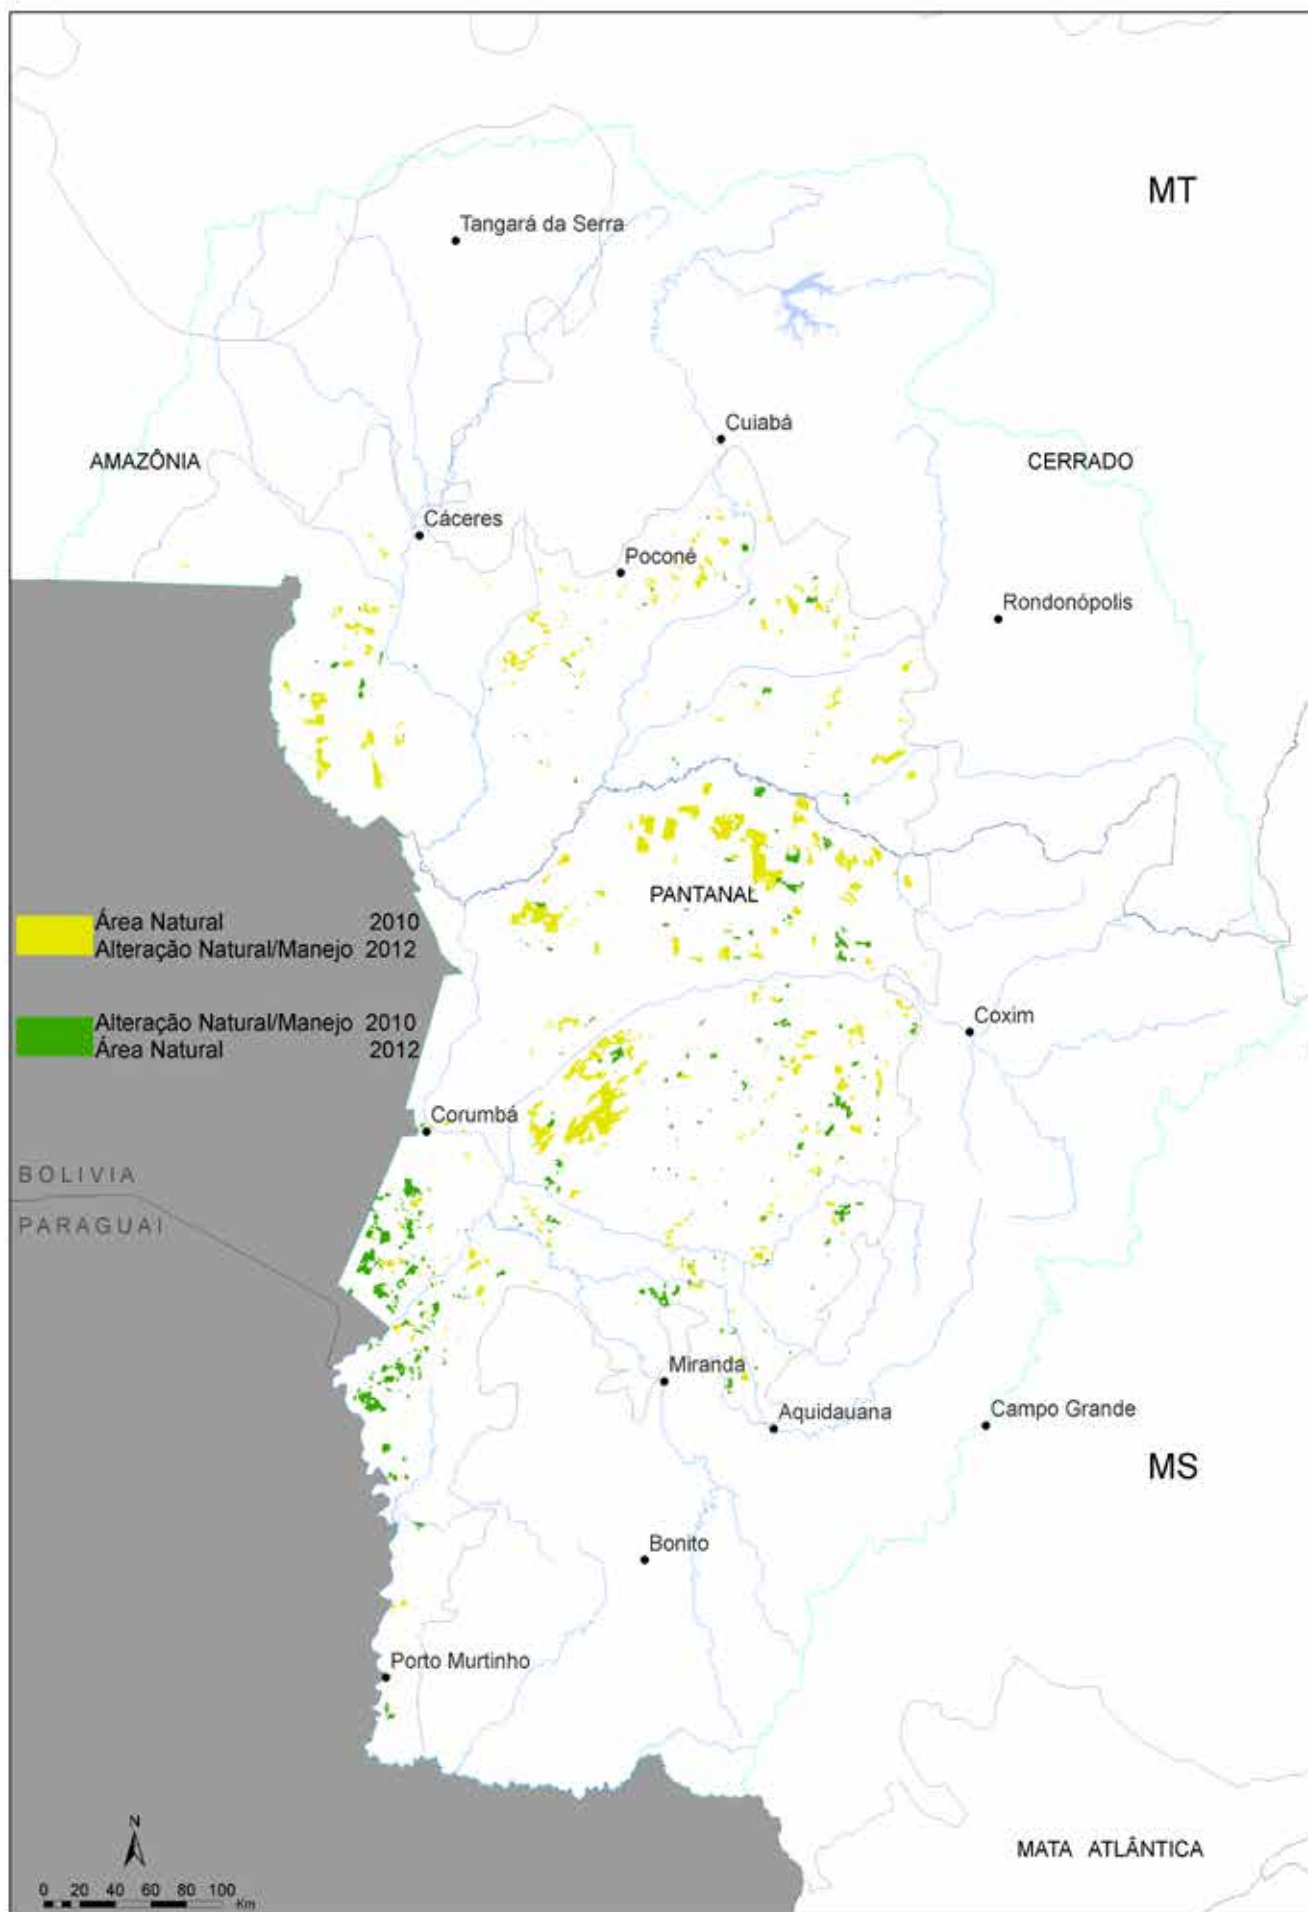 MT
Tangará da Serra
Cuiabá
AMAZÔNIA
CERRADO
Cáceres
Poconé
Rondonópolis
PANTANAL
Área Natural 2010
Alteração Natural/Manejo 2012
Alteração Natural/Manejo 2010
Área Natural 2012
Coxim
Corumbá
BOLIVIA
PARAGUAI
Miranda
Aquidauana
Campo Grande
MS
Bonito
Porto Murtinho
N
MATA ATLÂNTICA
0 20 40 60 80 100
Km